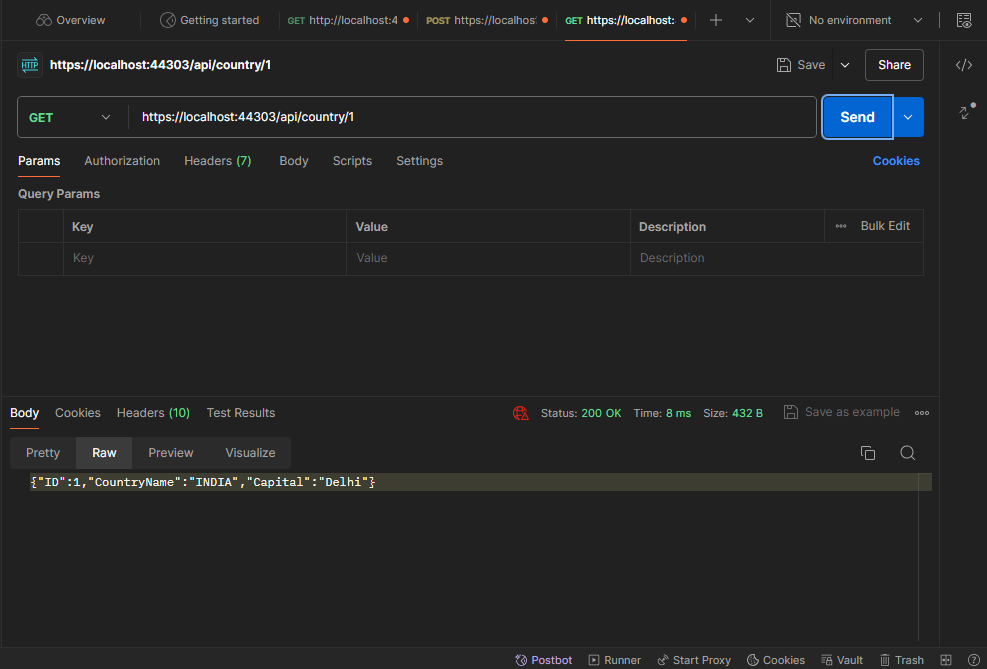 Overview Getting started GET http://localhost:4 POST https://localhos GET https://localhost: No environment
HTTP https://localhost:44303/api/country/1 Save Share
GET https://localhost:44303/api/country/1 Send
Params Authorization Headers (7) Body Scripts Settings Cookies
Query Params
Key Value Description Bulk Edit
Key Value Description
Body Cookies Headers (10) Test Results Status: 200 OK Time: 8 ms Size: 432 B Save as example
Pretty Raw Preview Visualize
{"ID":1,"CountryName":"INDIA","Capital":"Delhi"}
Postbot Runner Start Proxy Cookies Vault Trash